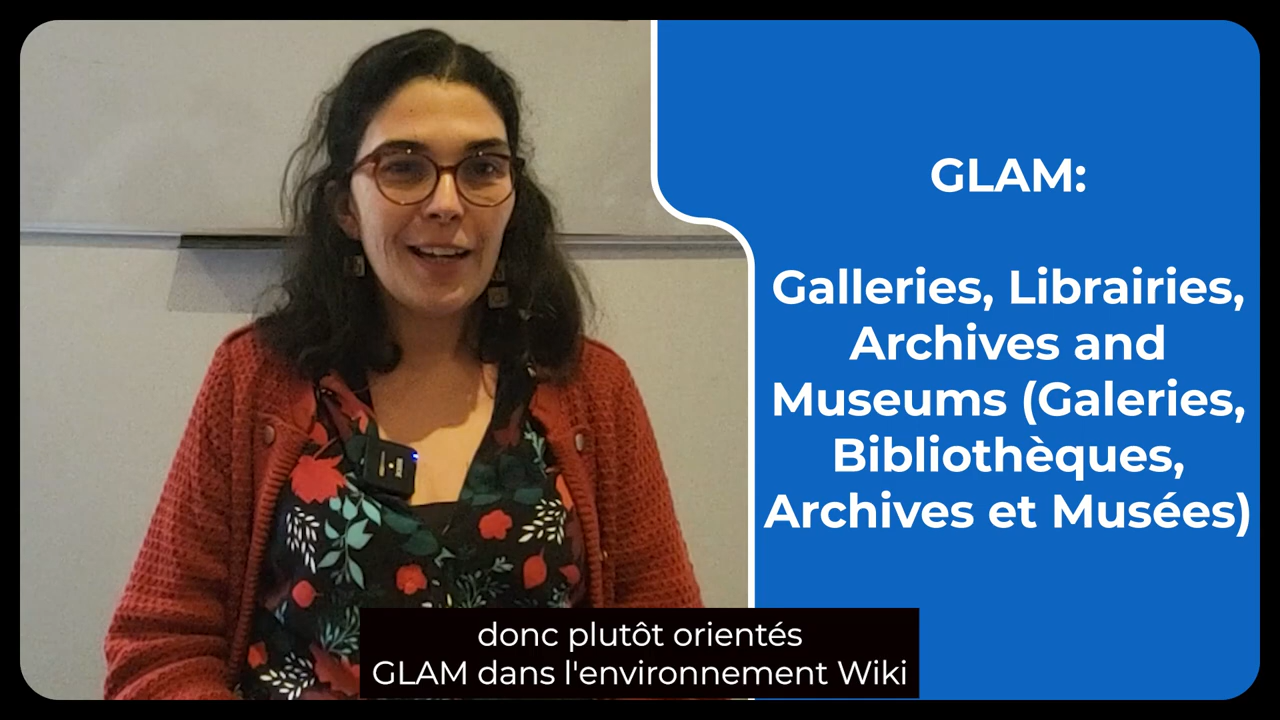 GLAM:
Galleries, Librairies,
Archives and
Museums (Galeries,
Bibliothèques,
Archives et Musées)
donc plutôt orientés
GLAM dans l'environnement Wiki